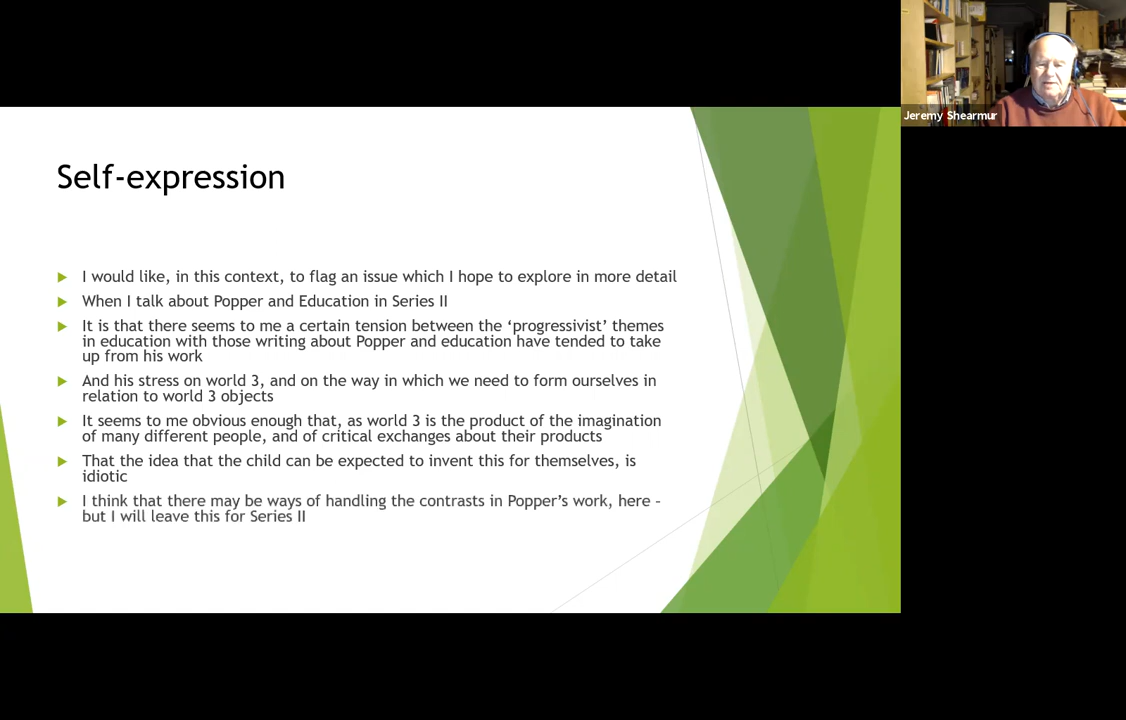 Jeremy Shearmur
Self-expression
I would like, in this context, to flag an issue which I hope to explore in more detail
When I talk about Popper and Education in Series II
It is that there seems to me a certain tension between the ‘progressivist’ themes
in education with those writing about Popper and education have tended to take
up from his work
And his stress on world 3, and on the way in which we need to form ourselves in
relation to world 3 objects
It seems to me obvious enough that, as world 3 is the product of the imagination
of many different people, and of critical exchanges about their products
That the idea that the child can be expected to invent this for themselves, is
idiotic
I think that there may be ways of handling the contrasts in Popper’s work, here –
but I will leave this for Series II